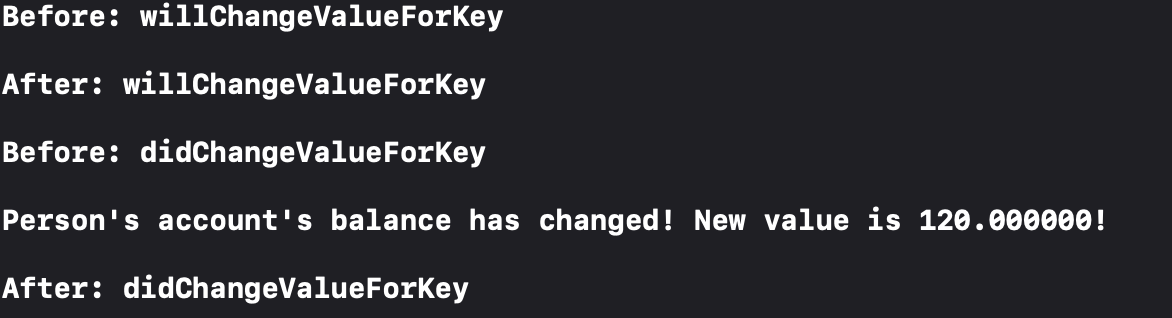 Before: willChangeValueForKey
After: willChangeValueForKey
Before: didChangeValueForKey
Person's account's balance has changed! New value is 120.000000!
After: didChangeValueForKey